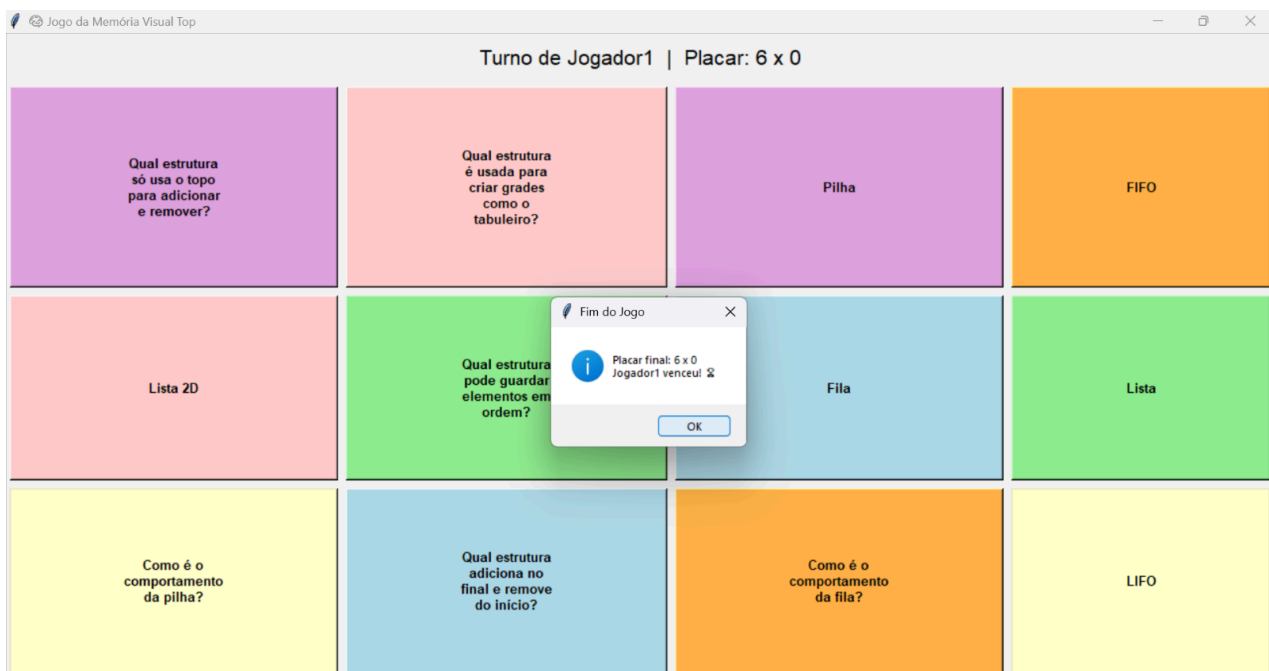 Jogo da Memória Visual Top
Turno de Jogador1 | Placar: 6 x 0
Qual estrutura
só usa o topo
para adicionar
e remover?
Qual estrutura
é usada para
criar grades
como o
tabuleiro?
Pilha
FIFO
Lista 2D
Qual estrutura
pode guardar
elementos em
ordem?
Fim do Jogo
Placar final: 6 x 0
Jogador1 venceu!
OK
Fila
Lista
Como é o
comportamento
da pilha?
Qual estrutura
adiciona no
final e remove
do início?
Como é o
comportamento
da fila?
LIFO